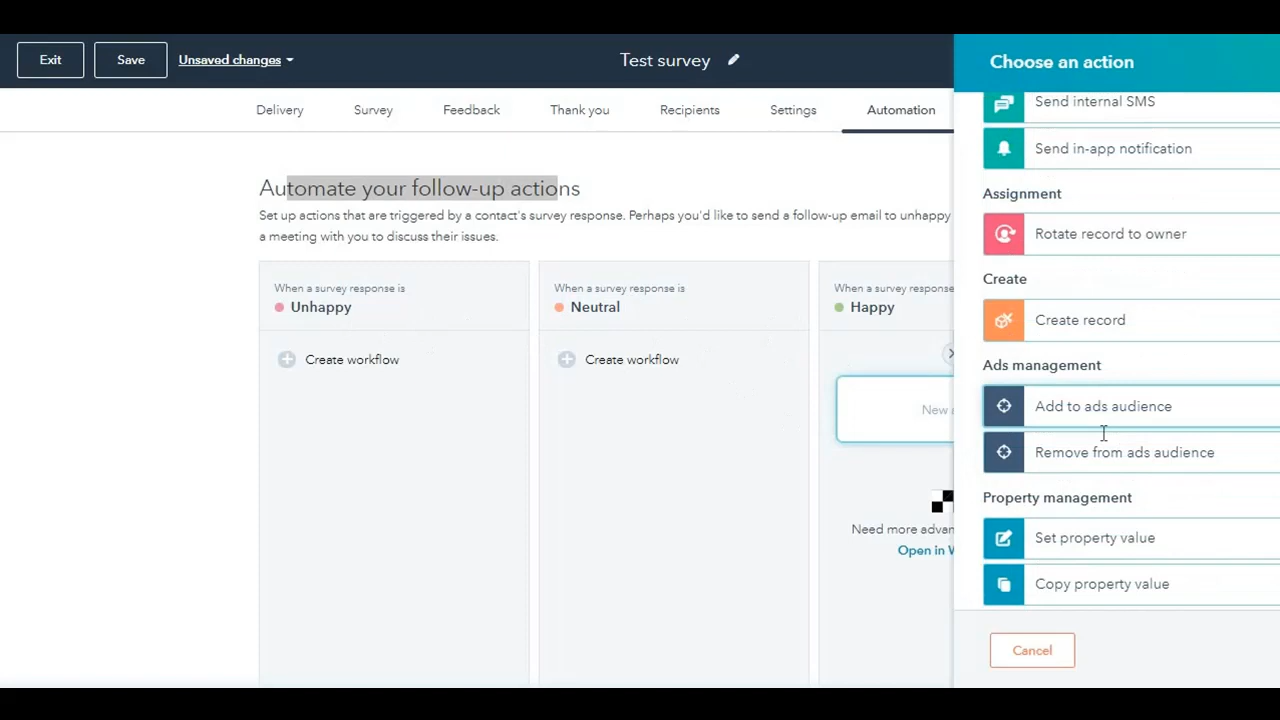 Exit
Save
Unsaved changes
Test survey
Choose an action
Delivery
Survey
Feedback
Thank you
Recipients
Settings
Automation
Automate your follow-up actions
Set up actions that are triggered by a contact's survey response. Perhaps you'd like to send a follow-up email to unhappy
a meeting with you to discuss their issues.
When a survey response is
Unhappy
Create workflow
When a survey response is
Neutral
Create workflow
When a survey response
Happy
New
Need more
Open in
Send internal SMS
Send in-app notification
Assignment
Rotate record to owner
Create
Create record
Ads management
Add to ads audience
Remove from ads audience
Property management
Set property value
Copy property value
Cancel